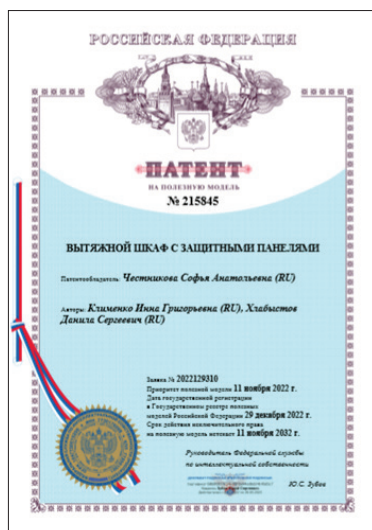 РОССИЙСКАЯ ФЕДЕРАЦИЯ
ПАТЕНТ
НА ПОЛЕЗНУЮ МОДЕЛЬ
№ 215845
ВЫТЯЖНОЙ ШКАФ С ЗАЩИТНЫМИ ПАНЕЛЯМИ
Патентообладатель: Честникова Софья Анатольевна (RU)
Авторы: Клименко Инна Григорьевна (RU), Хлабыстов
Данила Сергеевич (RU)
Заявка № 2022129310
Приоритет полезной модели 11 ноября 2022 г.
Дата государственной регистрации
в Государственном реестре полезных
моделей Российской Федерации 29 декабря 2022 г.
Срок действия исключительного права
на полезную модель истекает 11 ноября 2032 г.
Руководитель Федеральной службы
по интеллектуальной собственности
Ю.С. Зубов